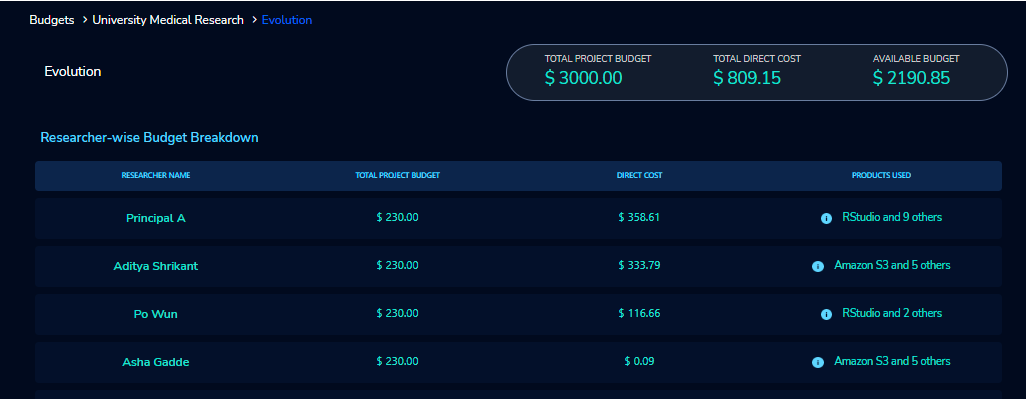 Budgets > University Medical Research > Evolution
Evolution
TOTAL PROJECT BUDGET TOTAL DIRECT COST AVAILABLE BUDGET
$ 3000.00 $ 809.15 $ 2190.85
Researcher-wise Budget Breakdown
RESEARCHER NAME TOTAL PROJECT BUDGET DIRECT COST PRODUCTS USED
Principal A $ 230.00 $ 358.61 RStudio and 9 others
Aditya Shrikant $ 230.00 $ 333.79 Amazon S3 and 5 others
Po Wun $ 230.00 $ 116.66 RStudio and 2 others
Asha Gadde $ 230.00 $ 0.09 Amazon S3 and 5 others